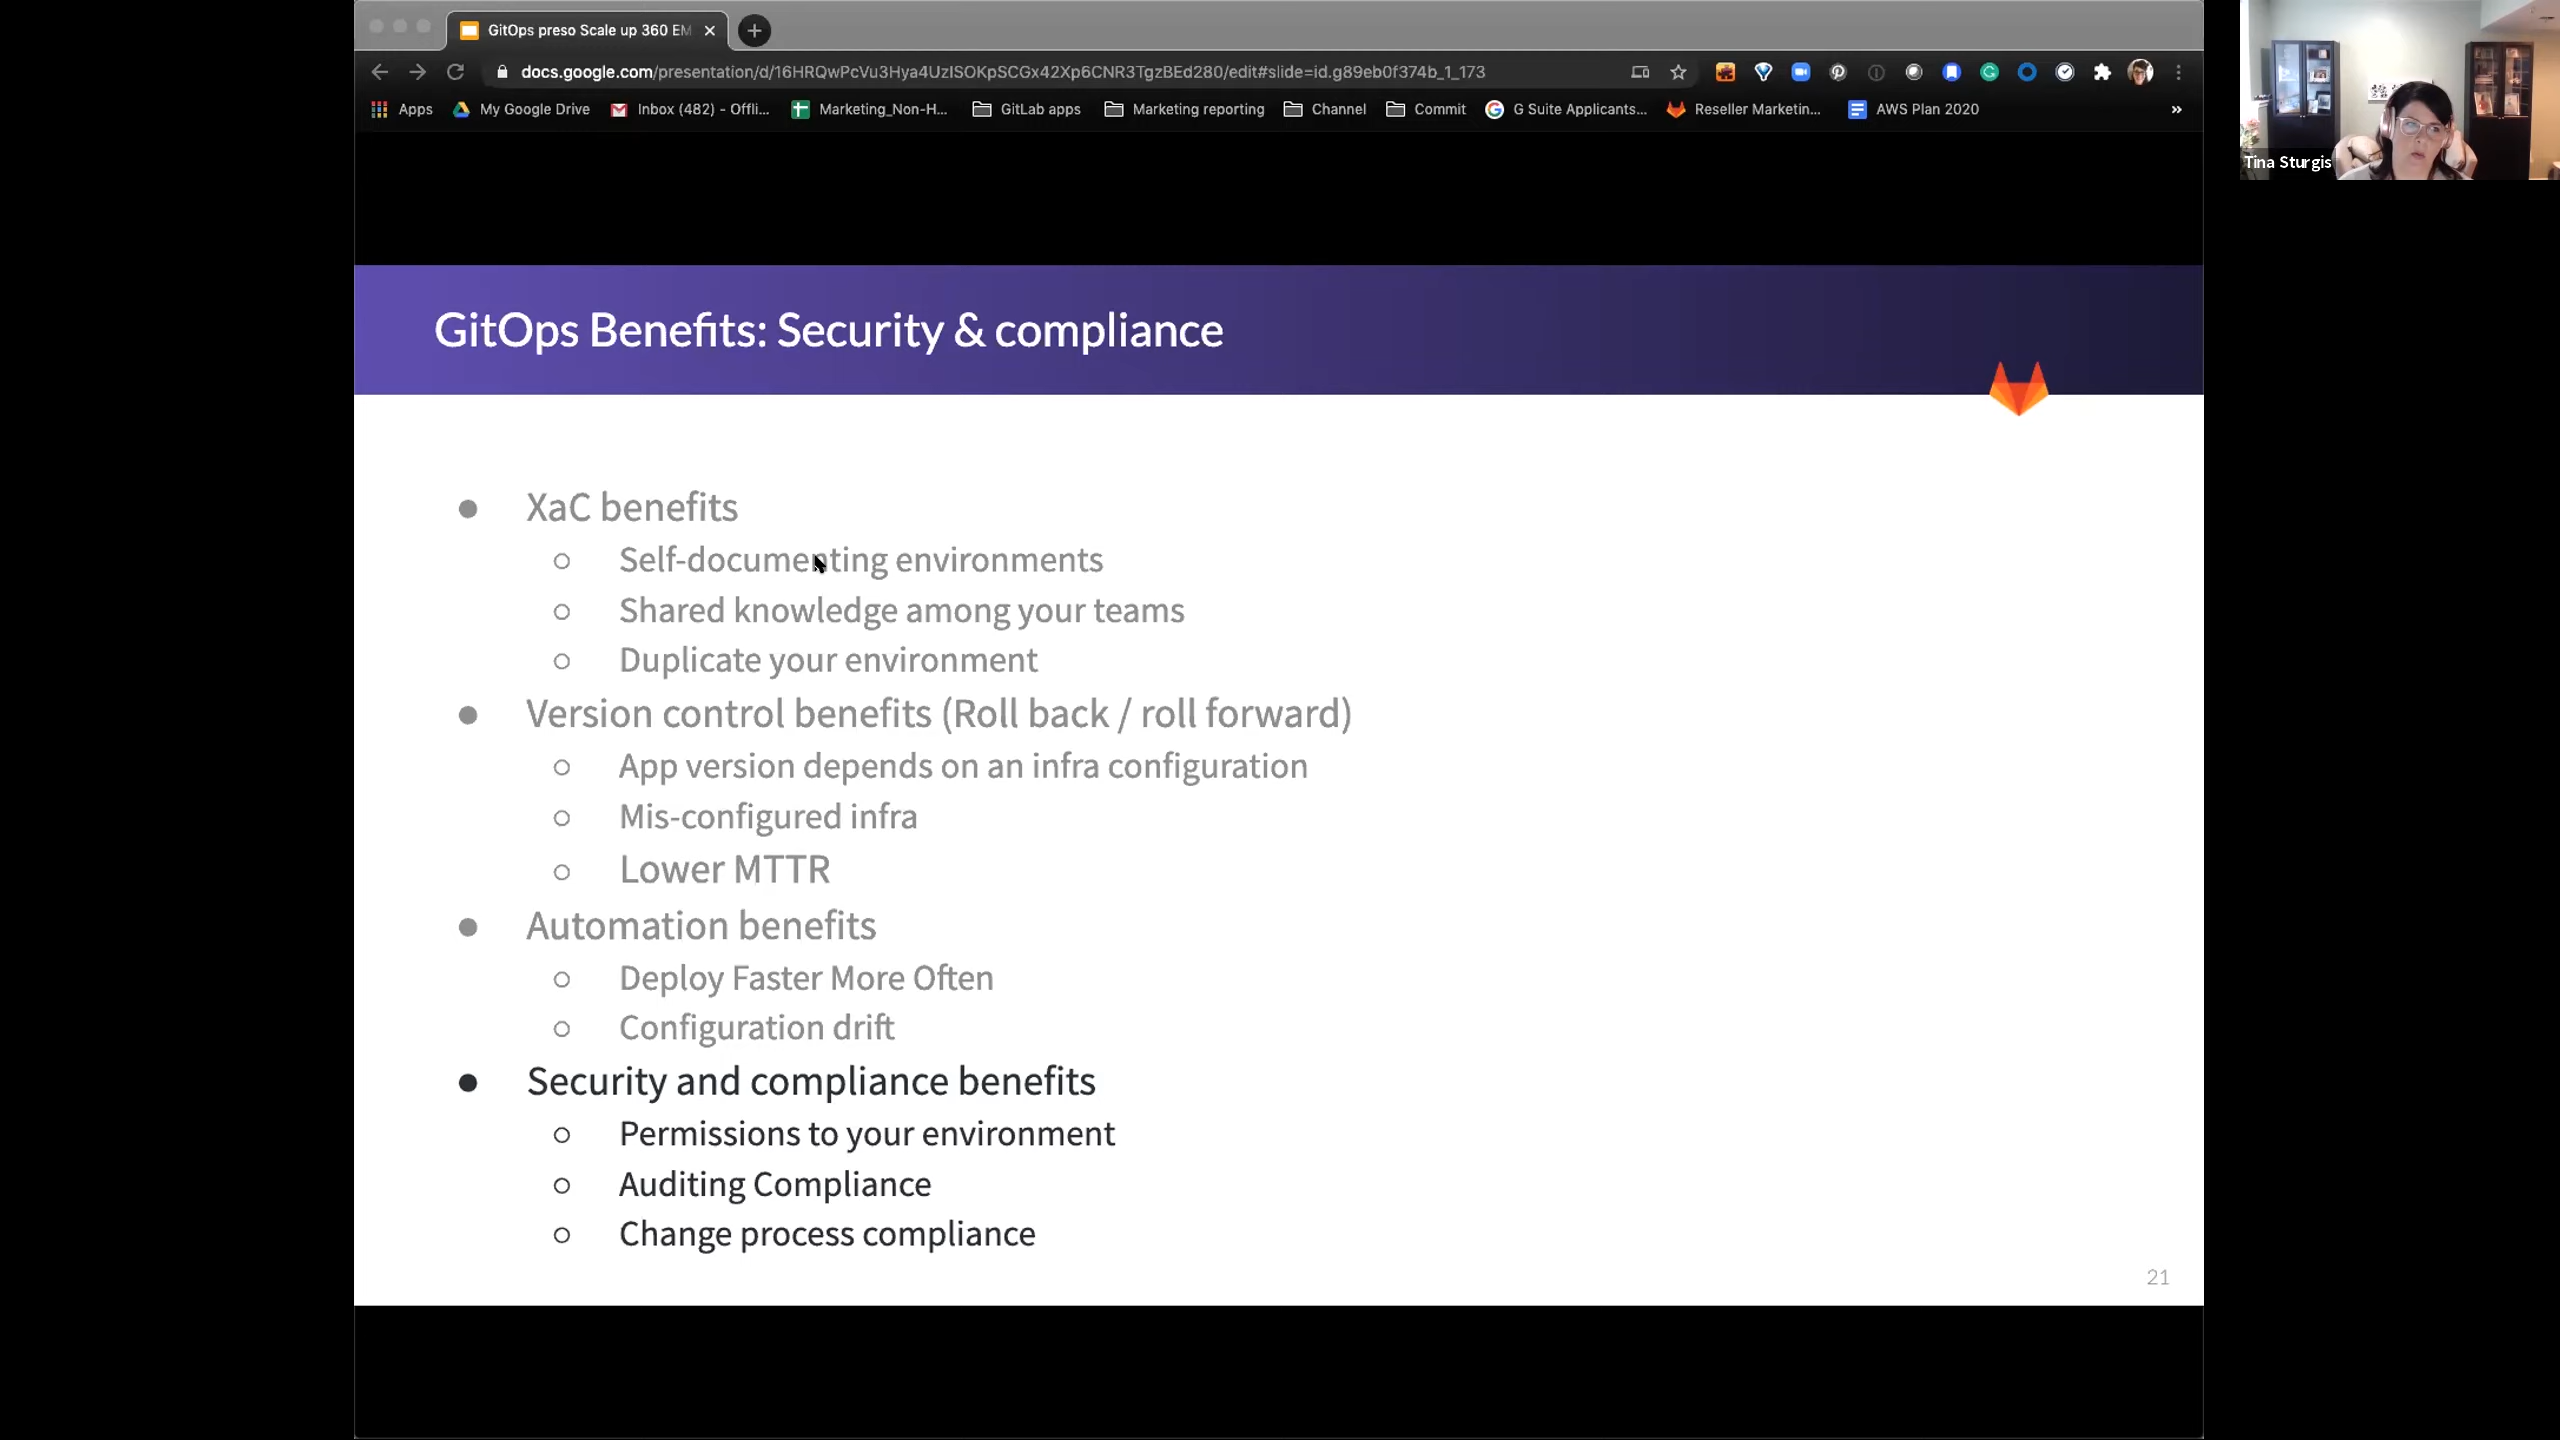 GitOps preso Scale up 360 EM
docs.google.com/presentation/d/16HRQwPcVu3Hya4UzISOKpSCGx42Xp6CNR3TgzBEd280/edit#slide=id.g89eb0f374b_1_173
Apps My Google Drive Inbox (482) - Offli... Marketing_Non-H... GitLab apps Marketing reporting Channel Commit G Suite Applicants... Reseller Marketin... AWS Plan 2020 »
Tina Sturgis
GitOps Benefits: Security & compliance
● XaC benefits
○ Self-documenting environments
○ Shared knowledge among your teams
○ Duplicate your environment
● Version control benefits (Roll back / roll forward)
○ App version depends on an infra configuration
○ Mis-configured infra
○ Lower MTTR
● Automation benefits
○ Deploy Faster More Often
○ Configuration drift
● Security and compliance benefits
○ Permissions to your environment
○ Auditing Compliance
○ Change process compliance
21